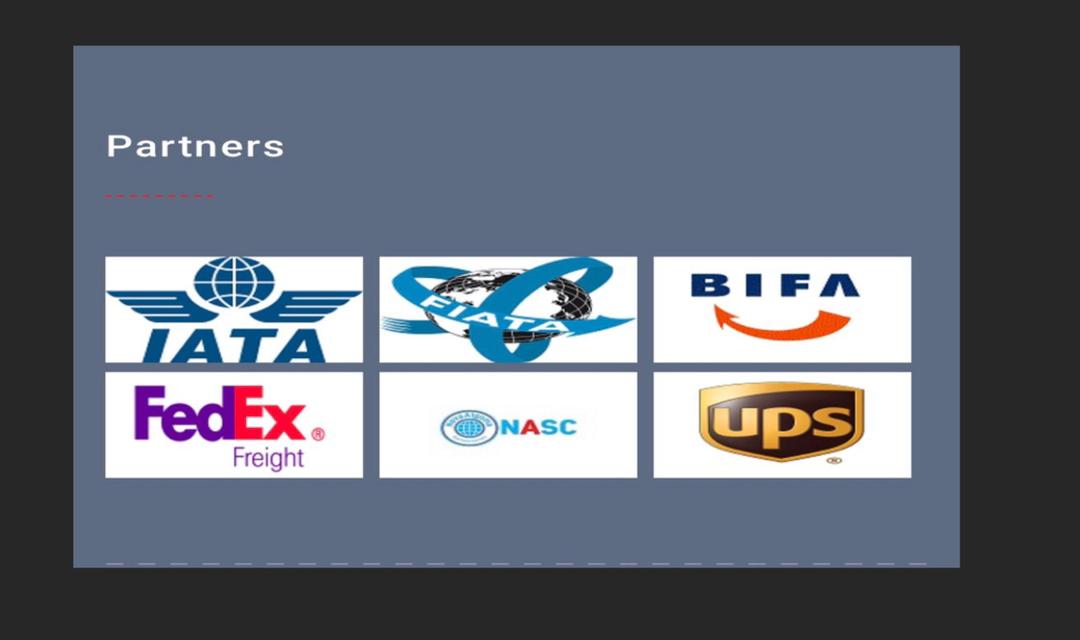 Partners
IATA
FIATA
BIFA
FedEx ®
Freight
NASC
ups
®